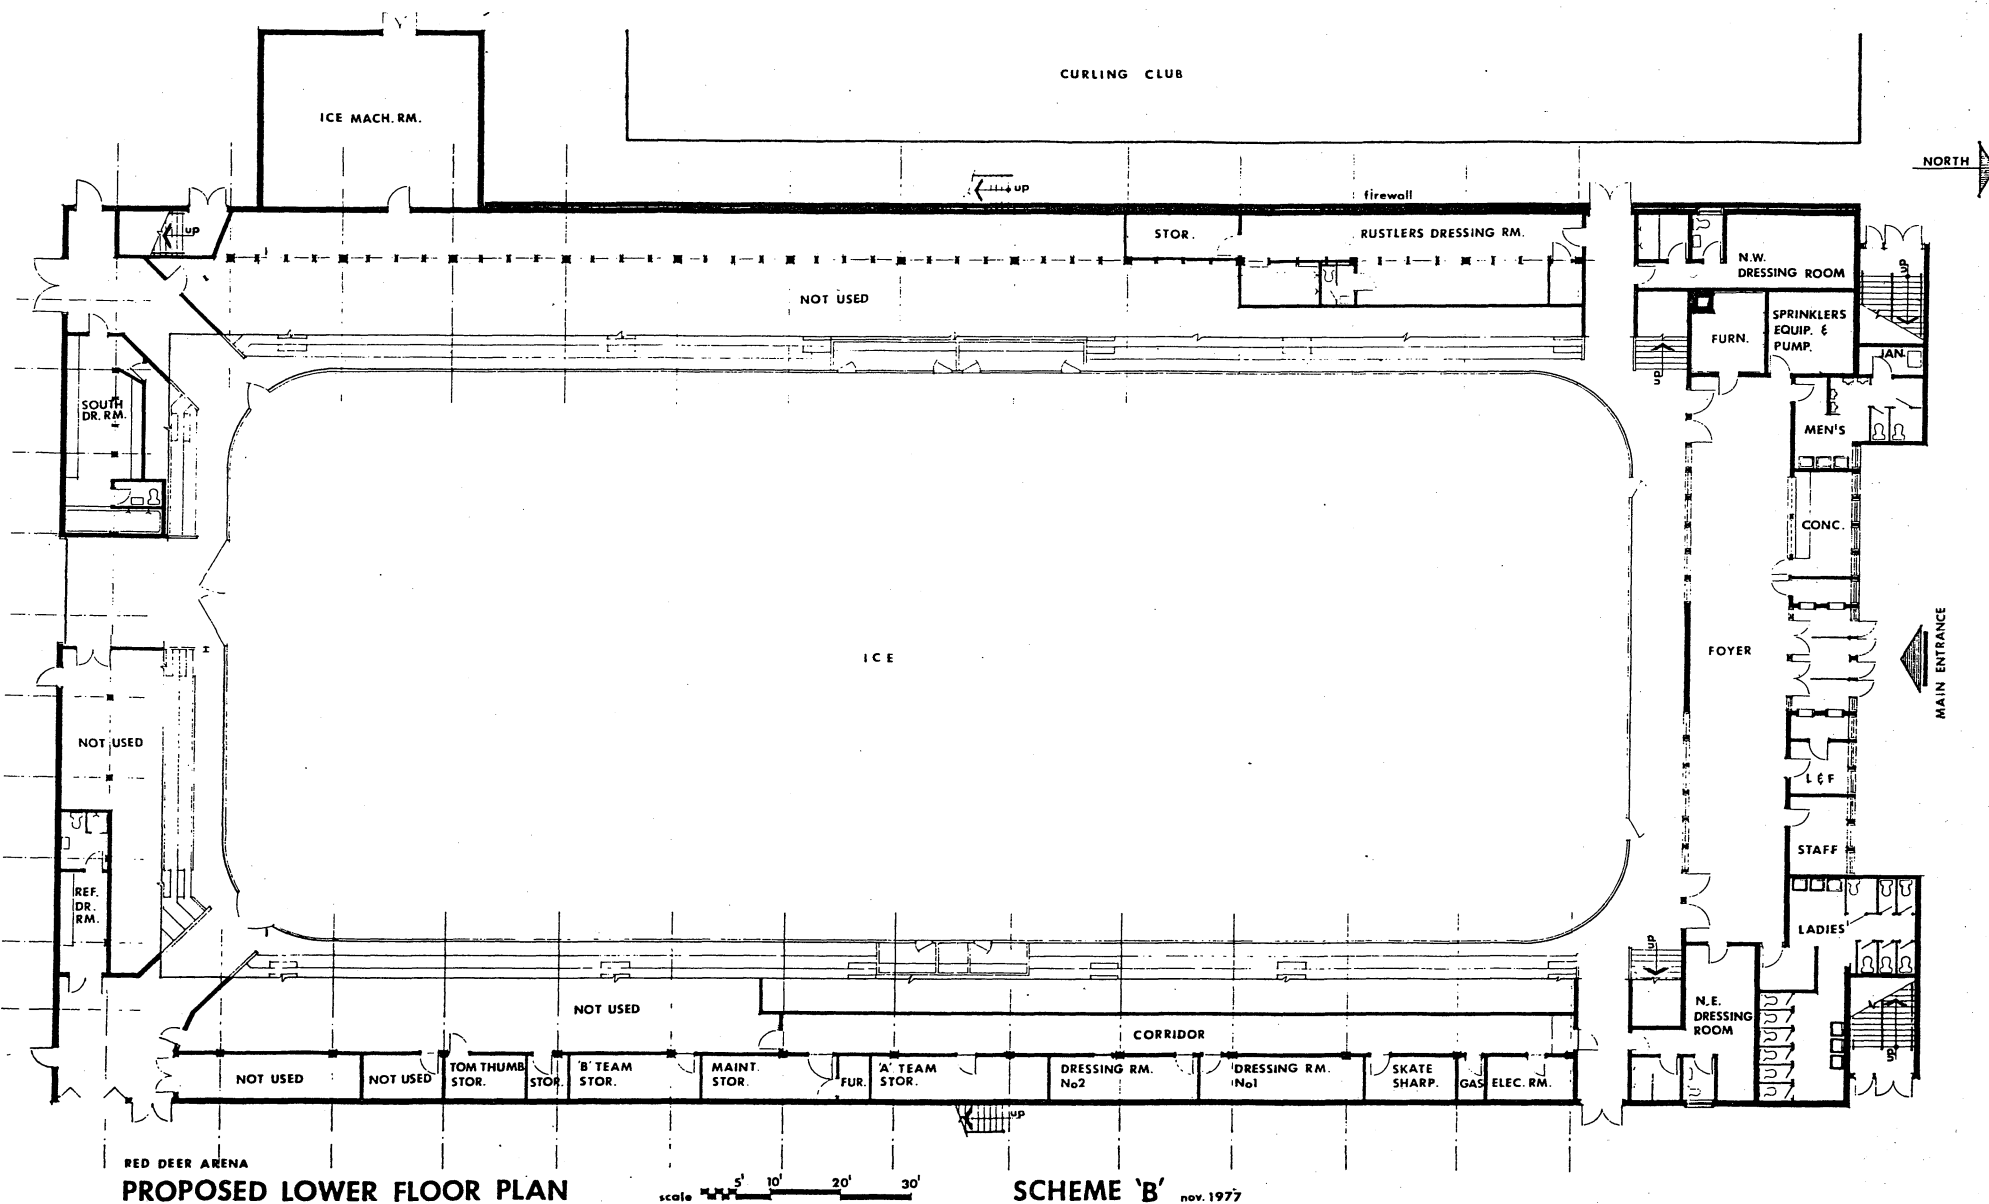 CURLING CLUB
ICE MACH. RM.
NORTH
up
firewall
up
STOR.
RUSTLERS DRESSING RM.
N.W.
DRESSING ROOM
up
NOT USED
SPRINKLERS
EQUIP. &
PUMP.
FURN.
JAN.
up
SOUTH
DR. RM.
MEN'S
CONC.
MAIN ENTRANCE
ICE
FOYER
NOT USED
L & F
STAFF
REF.
DR.
RM.
LADIES
up
N.E.
DRESSING
ROOM
NOT USED
CORRIDOR
up
NOT USED
NOT USED
TOM THUMB
STOR.
STOR.
'B' TEAM
STOR.
MAINT.
STOR.
FUR.
'A' TEAM
STOR.
DRESSING RM.
No2
DRESSING RM.
No1
SKATE
SHARP.
GAS
ELEC. RM.
up
RED DEER ARENA
PROPOSED LOWER FLOOR PLAN
scale 5' 10' 20' 30'
SCHEME 'B' nov. 1977